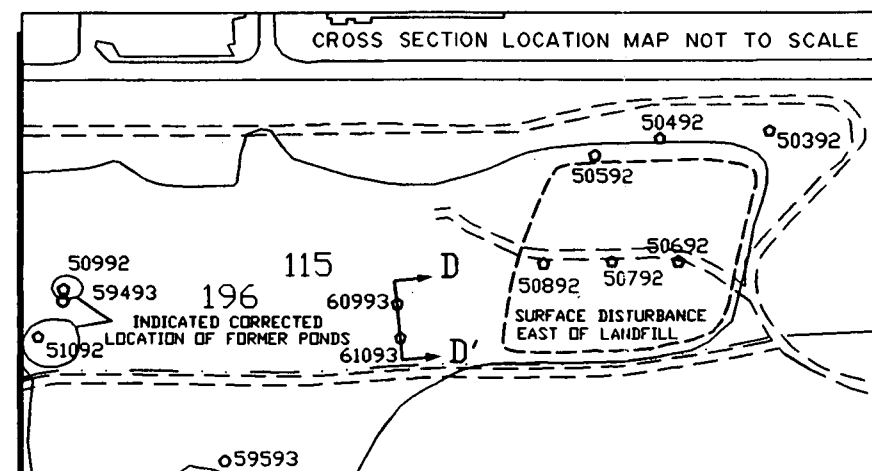 CROSS SECTION LOCATION MAP NOT TO SCALE
50492
50392
50592
50992
115
D
50692
59493
196
60993
50892
50792
INDICATED CORRECTED
LOCATION OF FORMER PONDS
SURFACE DISTURBANCE
EAST OF LANDFILL
51092
61093
D'
59593